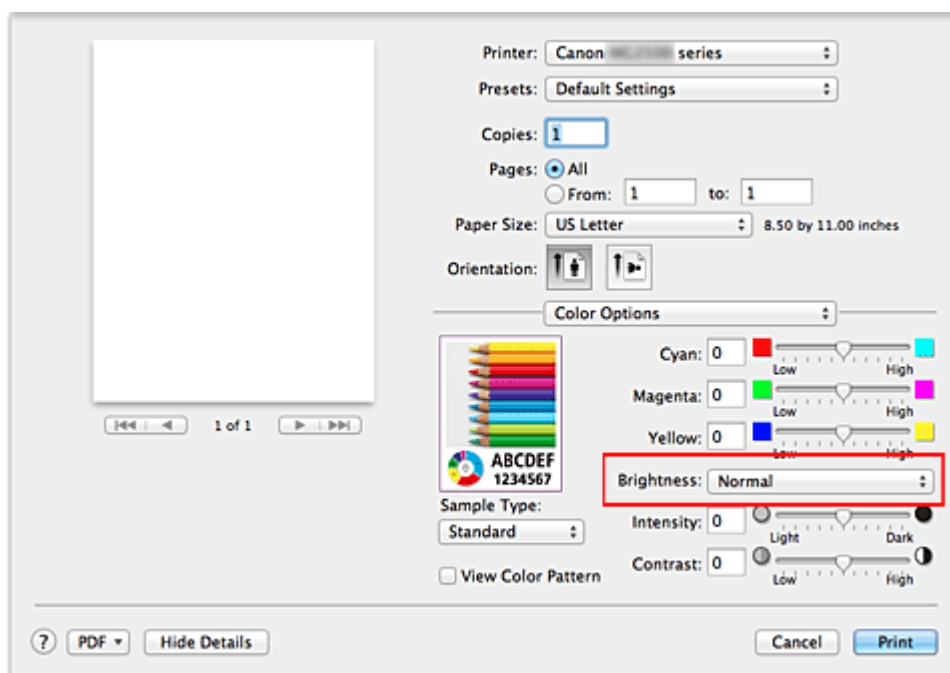 Printer: Canon series
Presets: Default Settings
Copies: 1
Pages: All
From: 1 to: 1
Paper Size: US Letter 8.50 by 11.00 inches
Orientation:
Color Options
Cyan: 0
Low High
Magenta: 0
Low High
Yellow: 0
Low High
ABCDEF
1234567
Brightness: Normal
Sample Type:
Standard
Intensity: 0
Light Dark
View Color Pattern
Contrast: 0
Low High
1 of 1
? PDF Hide Details Cancel Print